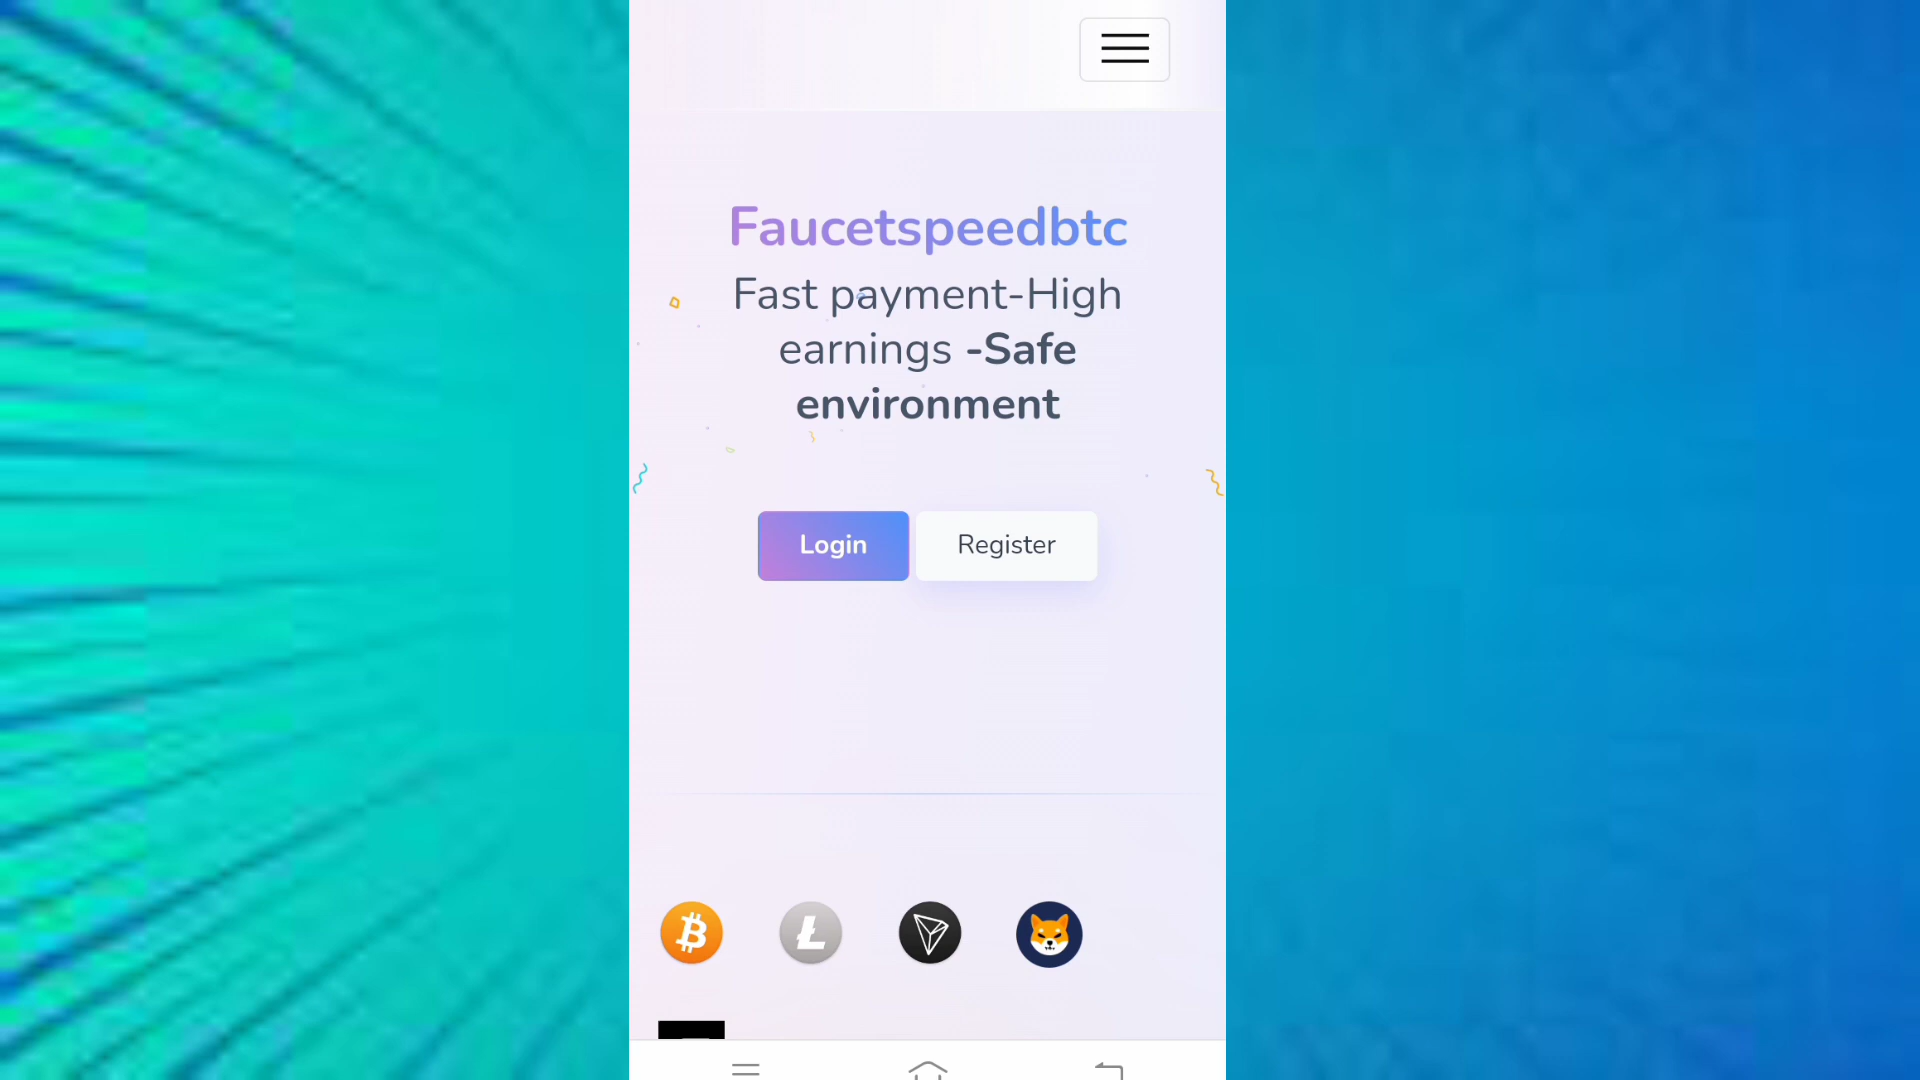 Faucetspeedbtc
Fast payment-High
earnings -Safe
environment
Login
Register